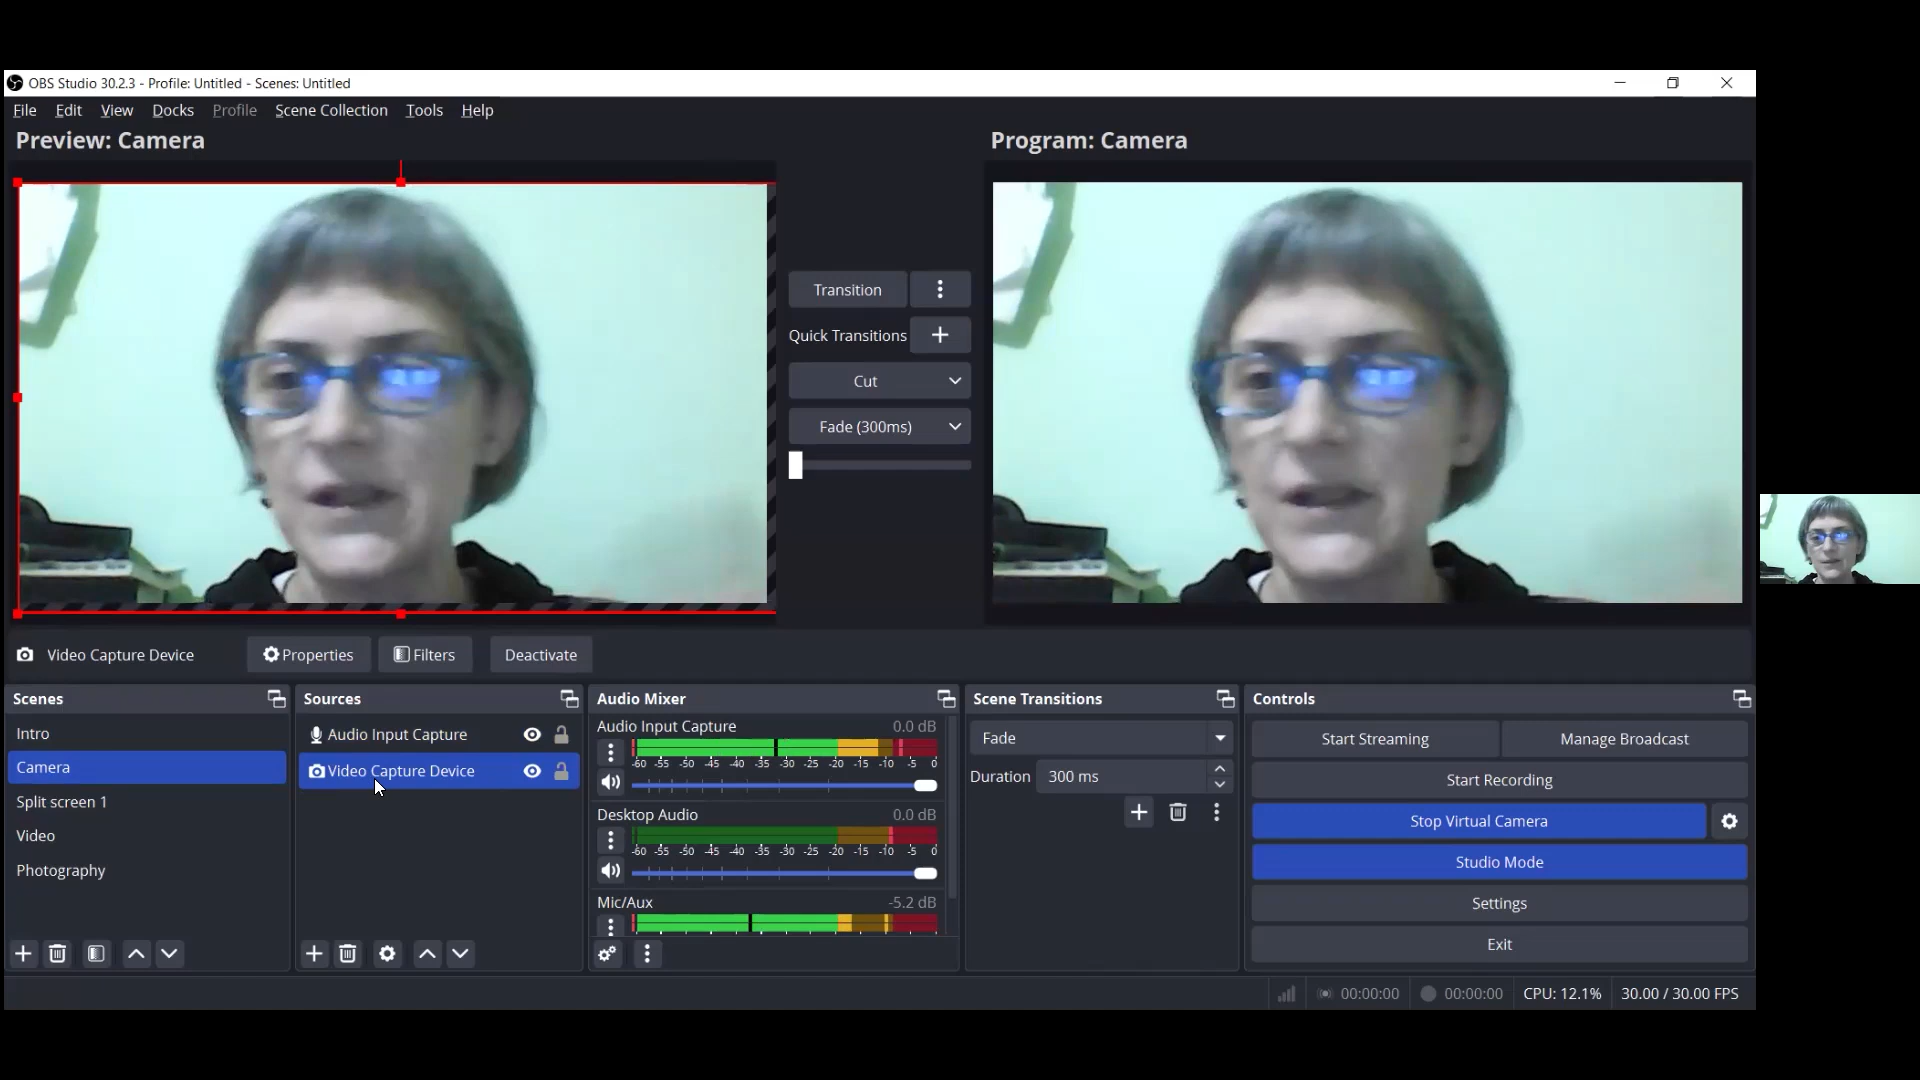 OBS Studio 30.2.3 - Profile: Untitled - Scenes: Untitled
File Edit View Docks Profile Scene Collection Tools Help
Preview: Camera
Program: Camera
Transition
Quick Transitions
Cut
Fade (300ms)
Video Capture Device Properties Filters Deactivate
Scenes
Intro
Camera
Split screen 1
Video
Photography
Sources
Audio Input Capture
Video Capture Device
Audio Mixer
Audio Input Capture 0.0 dB
-60 -55 -50 -45 -40 -35 -30 -25 -20 -15 -10 -5 0
Desktop Audio 0.0 dB
-60 -55 -50 -45 -40 -35 -30 -25 -20 -15 -10 -5 0
Mic/Aux -5.2 dB
Scene Transitions
Fade
Duration 300 ms
Controls
Start Streaming Manage Broadcast
Start Recording
Stop Virtual Camera
Studio Mode
Settings
Exit
00:00:00 00:00:00 CPU: 12.1% 30.00 / 30.00 FPS